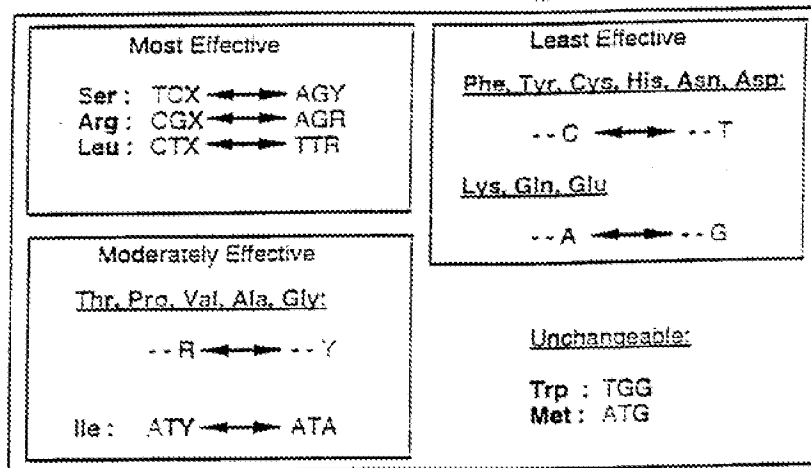 Most Effective
Ser : TCX ◄─► AGY
Arg : CGX ◄─► AGR
Leu : CTX ◄─► TTR
Least Effective
Phe, Tyr, Cys, His, Asn, Asp:
- - C ◄─► - - T
Lys, Gln, Glu
- - A ◄─► - - G
Moderately Effective
Thr, Pro, Val, Ala, Gly:
- - R ◄─► - - Y
Ile : ATY ◄─► ATA
Unchangeable:
Trp : TGG
Met : ATG